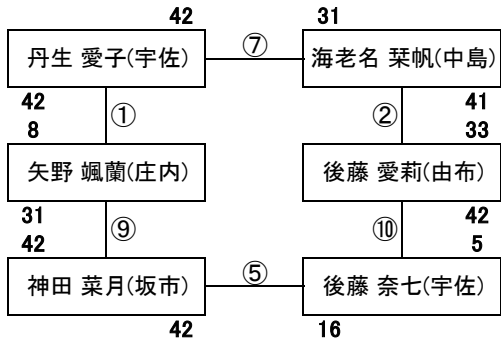 42 31
丹生 愛子(宇佐) ⑦ 海老名 栞帆(中島)
42 ① ② 41
8 33
矢野 颯蘭(庄内) 後藤 愛莉(由布)
31 ⑨ ⑩ 42
42 5
神田 菜月(坂市) ⑤ 後藤 奈七(宇佐)
42 16